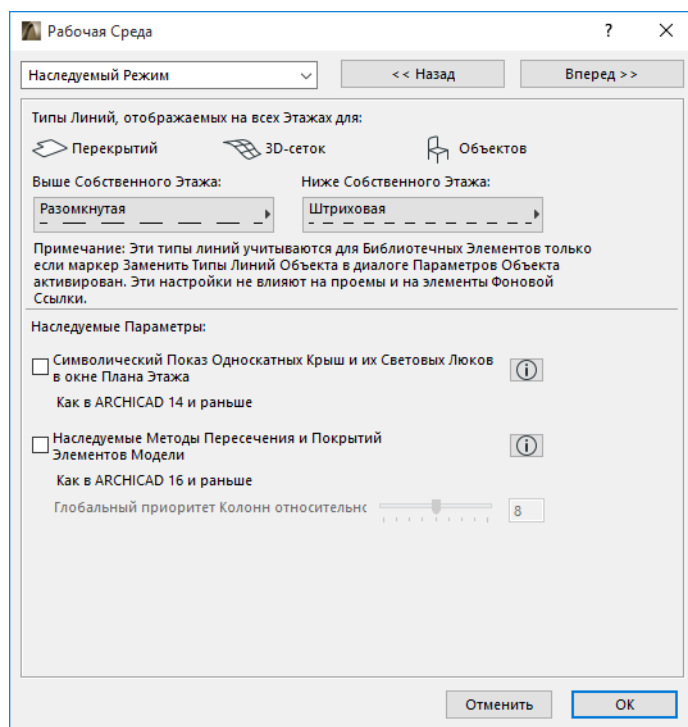 Рабочая Среда
?
Наследуемый Режим
<< Назад
Вперед >>
Типы Линий, отображаемых на всех Этажах для:
Перекрытий
3D-сеток
Объектов
Выше Собственного Этажа:
Ниже Собственного Этажа:
Разомкнутая
Штриховая
Примечание: Эти типы линий учитываются для Библиотечных Элементов только
если маркер Заменить Типы Линий Объекта в диалоге Параметров Объекта
активирован. Эти настройки не влияют на проемы и на элементы Фоновой
Ссылки.
Наследуемые Параметры:
Символический Показ Односкатных Крыш и их Световых Люков
в окне Плана Этажа
Как в ARCHICAD 14 и раньше
Наследуемые Методы Пересечения и Покрытий
Элементов Модели
Как в ARCHICAD 16 и раньше
Глобальный приоритет Колонн относительнс
8
Отменить
OK